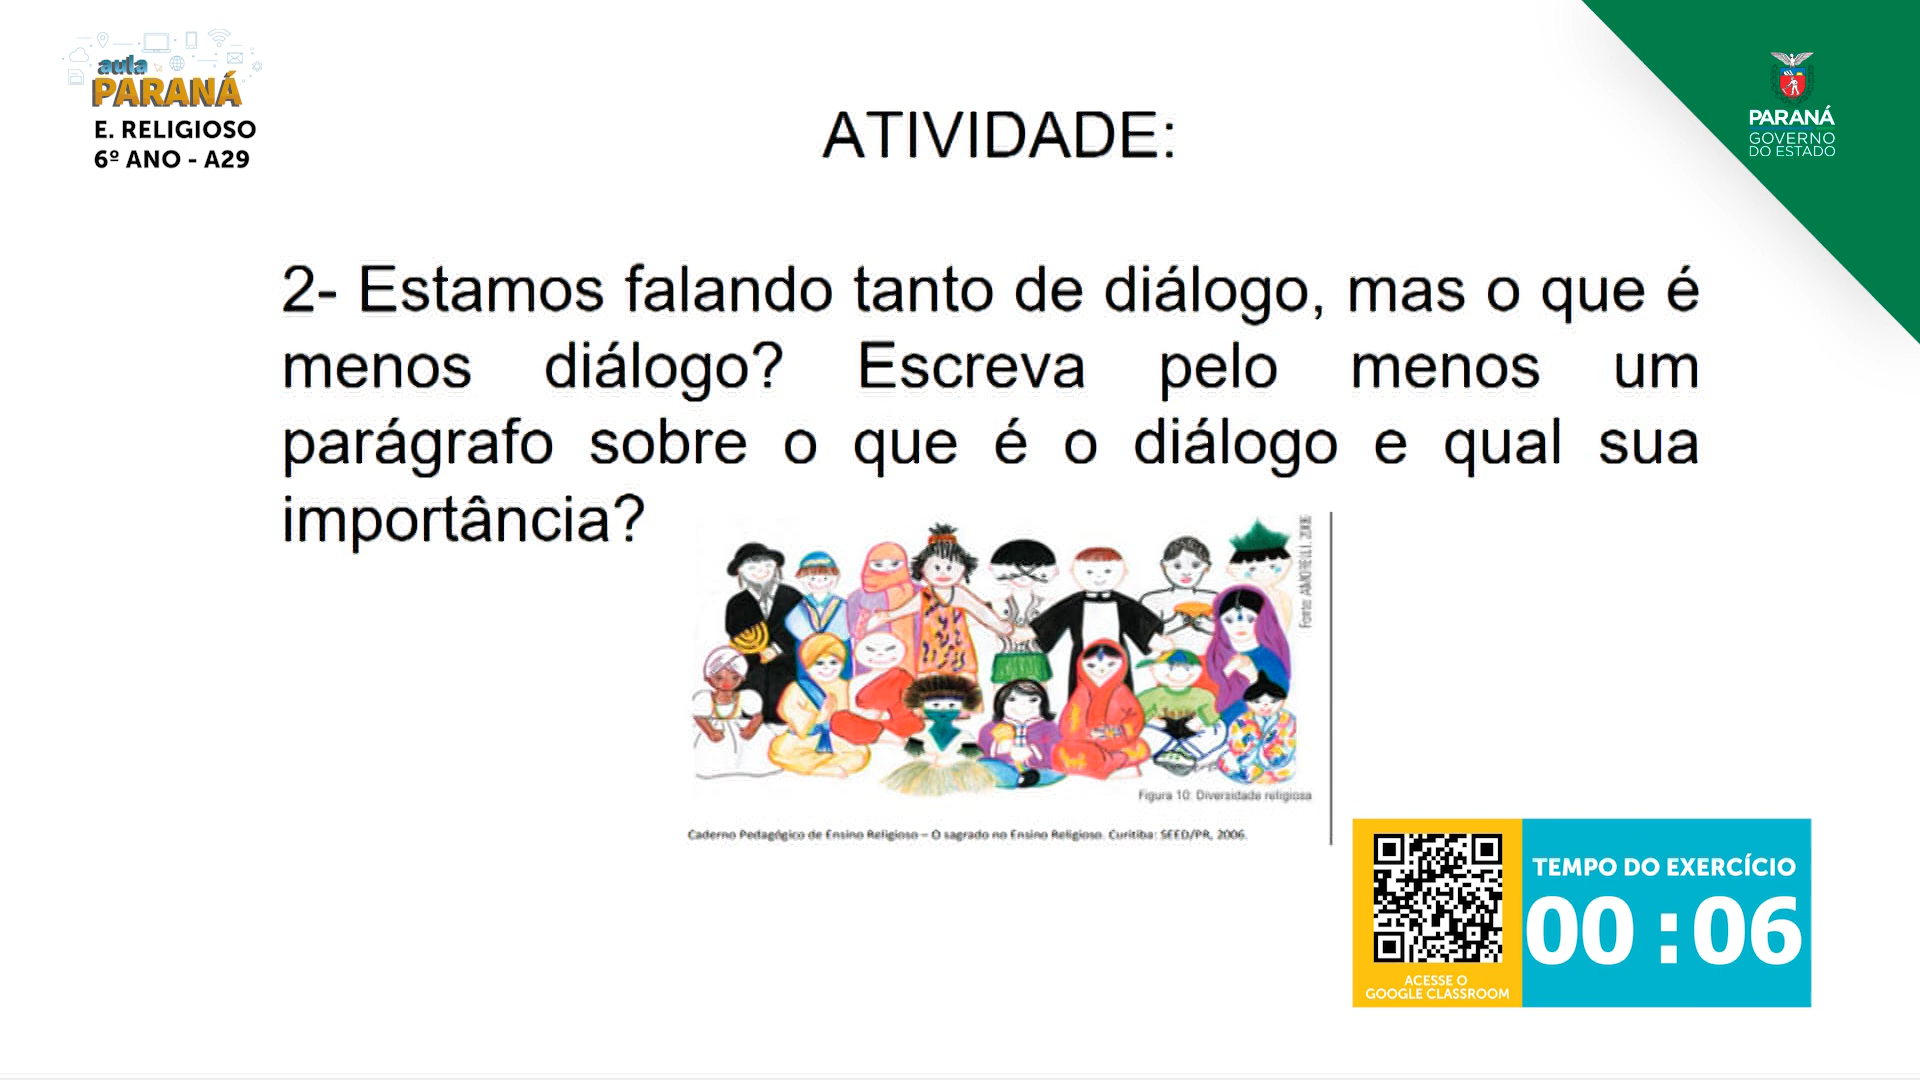 aula
PARANÁ
E. RELIGIOSO
6º ANO - A29
PARANÁ
GOVERNO
DO ESTADO
ATIVIDADE:
2- Estamos falando tanto de diálogo, mas o que é
menos diálogo? Escreva pelo menos um
parágrafo sobre o que é o diálogo e qual sua
importância?
Figura 10: Diversidade religiosa
Caderno Pedagógico de Ensino Religioso – O sagrado no Ensino Religioso. Curitiba: SEED/PR, 2006.
TEMPO DO EXERCÍCIO
00 :06
ACESSE O
GOOGLE CLASSROOM